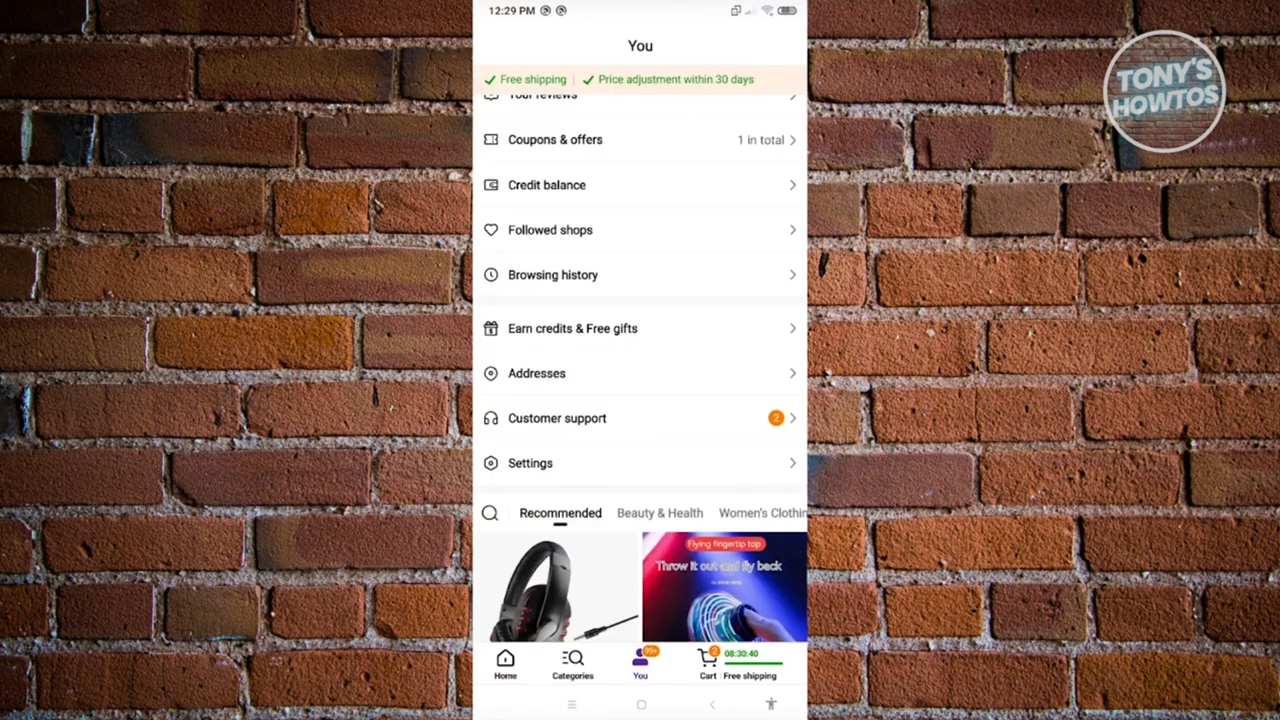 12:29 PM
You
TONY'S
HOWTOS
Free shipping
Price adjustment within 30 days
Your reviews
Coupons & offers
1 in total
Credit balance
Followed shops
Browsing history
Earn credits & Free gifts
Addresses
Customer support
2
Settings
Recommended
Beauty & Health
Women's Clothin
Flying fingertip top
Throw it out and fly back
99+
2
08:30:40
Home
Categories
You
Cart
Free shipping